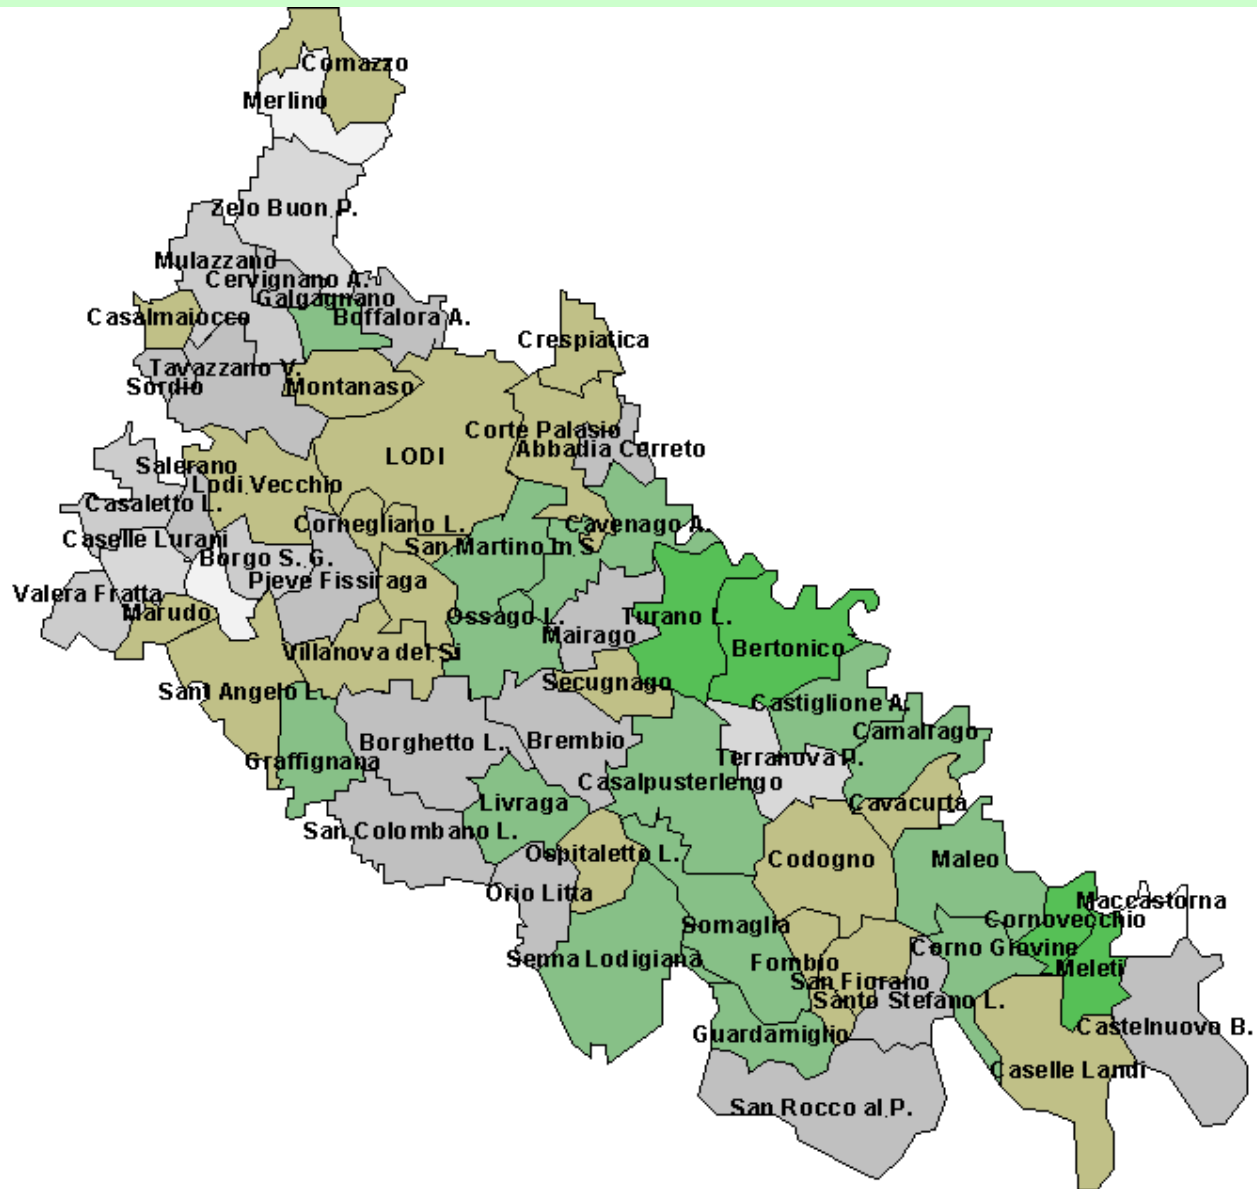 Comazzo
Merlino
Zelo Buon P.
Mulazzano
Cervignano A.
Galgagnano
Casalmaiocco
Boffalora A.
Crespiatica
Tavazzano V.
Sordio
Montanaso
Corte Palasio
Abbadia Cerreto
LODI
Salerano
Lodi Vecchio
Casaletto L.
Cornegliano L.
Cavenago A.
Caselle Lurani
San Martino in S
Borgo S. G.
Pieve Fissiraga
Valera Fratta
Marudo
Ossago L.
Turano L.
Mairago
Bertonico
Villanova del Si
Secugnago
Sant Angelo L.
Castiglione A.
Camairago
Borghetto L.
Brembio
Graffignana
Terranova P.
Casalpusterlengo
Livraga
Cavacurta
San Colombano L.
Ospitaletto L.
Codogno
Maleo
Orio Litta
Maccastorna
Cornovecchio
Somaglia
Corno Giovine
Senna Lodigiana
Fombio
Meleti
San Fiorano
Santo Stefano L.
Guardamiglio
Castelnuovo B.
Caselle Landi
San Rocco al P.